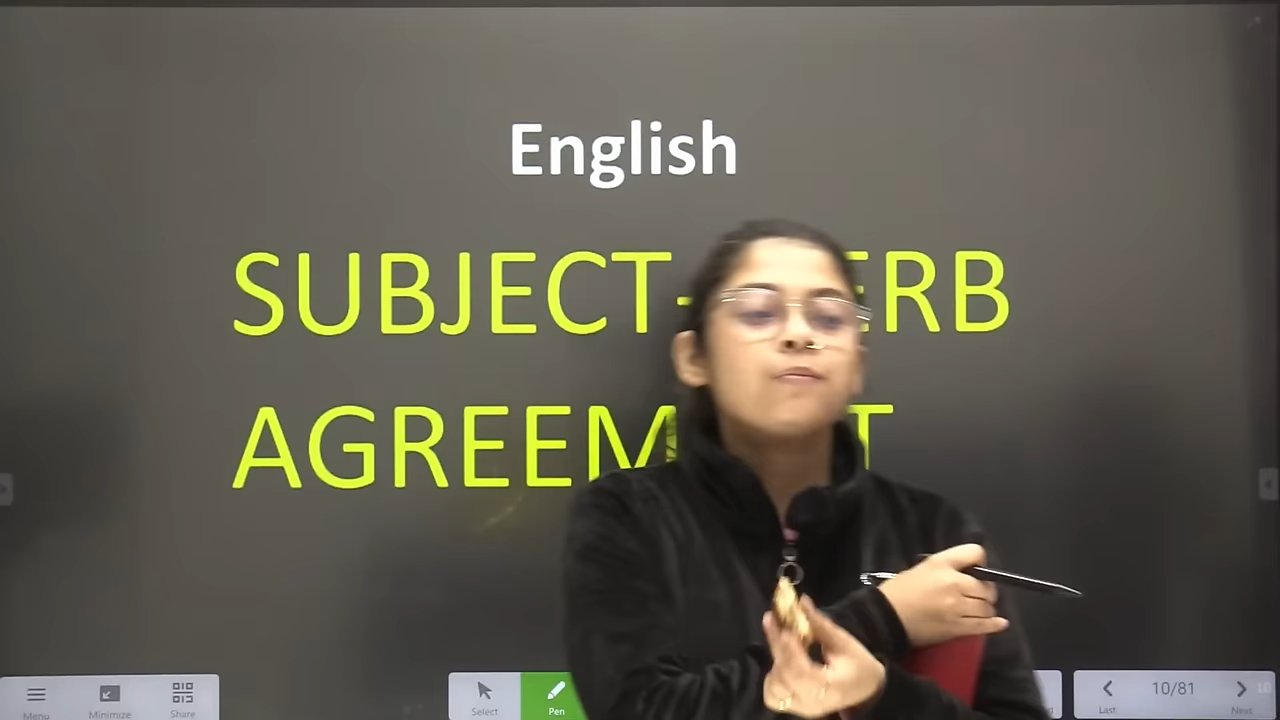 English
SUBJECT- ERB
AGREEM T
Menu
Minimize
Share
Select
Pen
10/81
Last
Next